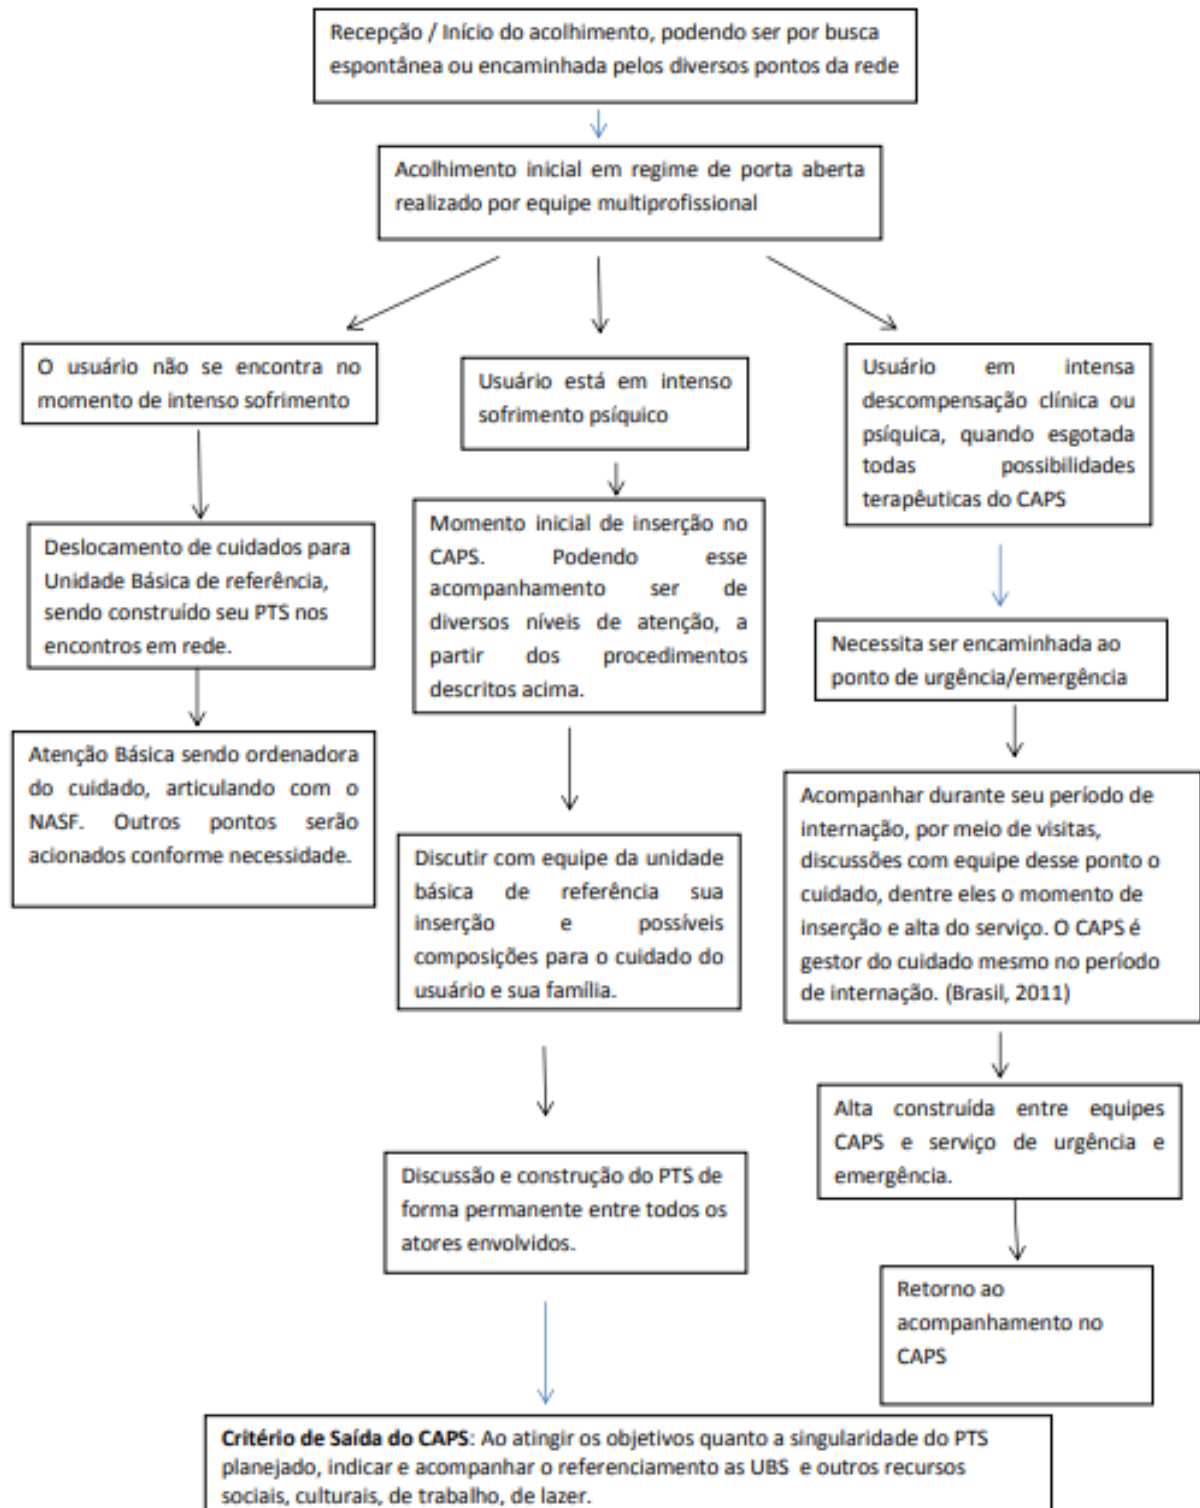 Recepção / Início do acolhimento, podendo ser por busca
espontânea ou encaminhada pelos diversos pontos da rede
Acolhimento inicial em regime de porta aberta
realizado por equipe multiprofissional
O usuário não se encontra no
momento de intenso sofrimento
Deslocamento de cuidados para
Unidade Básica de referência,
sendo construído seu PTS nos
encontros em rede.
Atenção Básica sendo ordenadora
do cuidado, articulando com o
NASF. Outros pontos serão
acionados conforme necessidade.
Usuário está em intenso
sofrimento psíquico
Momento inicial de inserção no
CAPS. Podendo esse
acompanhamento ser de
diversos níveis de atenção, a
partir dos procedimentos
descritos acima.
Discutir com equipe da unidade
básica de referência sua
inserção e possíveis
composições para o cuidado do
usuário e sua família.
Discussão e construção do PTS de
forma permanente entre todos os
atores envolvidos.
Usuário em intensa
descompensação clínica ou
psíquica, quando esgotada
todas possibilidades
terapêuticas do CAPS
Necessita ser encaminhada ao
ponto de urgência/emergência
Acompanhar durante seu período de
internação, por meio de visitas,
discussões com equipe desse ponto o
cuidado, dentre eles o momento de
inserção e alta do serviço. O CAPS é
gestor do cuidado mesmo no período
de internação. (Brasil, 2011)
Alta construída entre equipes
CAPS e serviço de urgência e
emergência.
Retorno ao
acompanhamento no
CAPS
Critério de Saída do CAPS: Ao atingir os objetivos quanto a singularidade do PTS
planejado, indicar e acompanhar o referenciamento as UBS e outros recursos
sociais, culturais, de trabalho, de lazer.